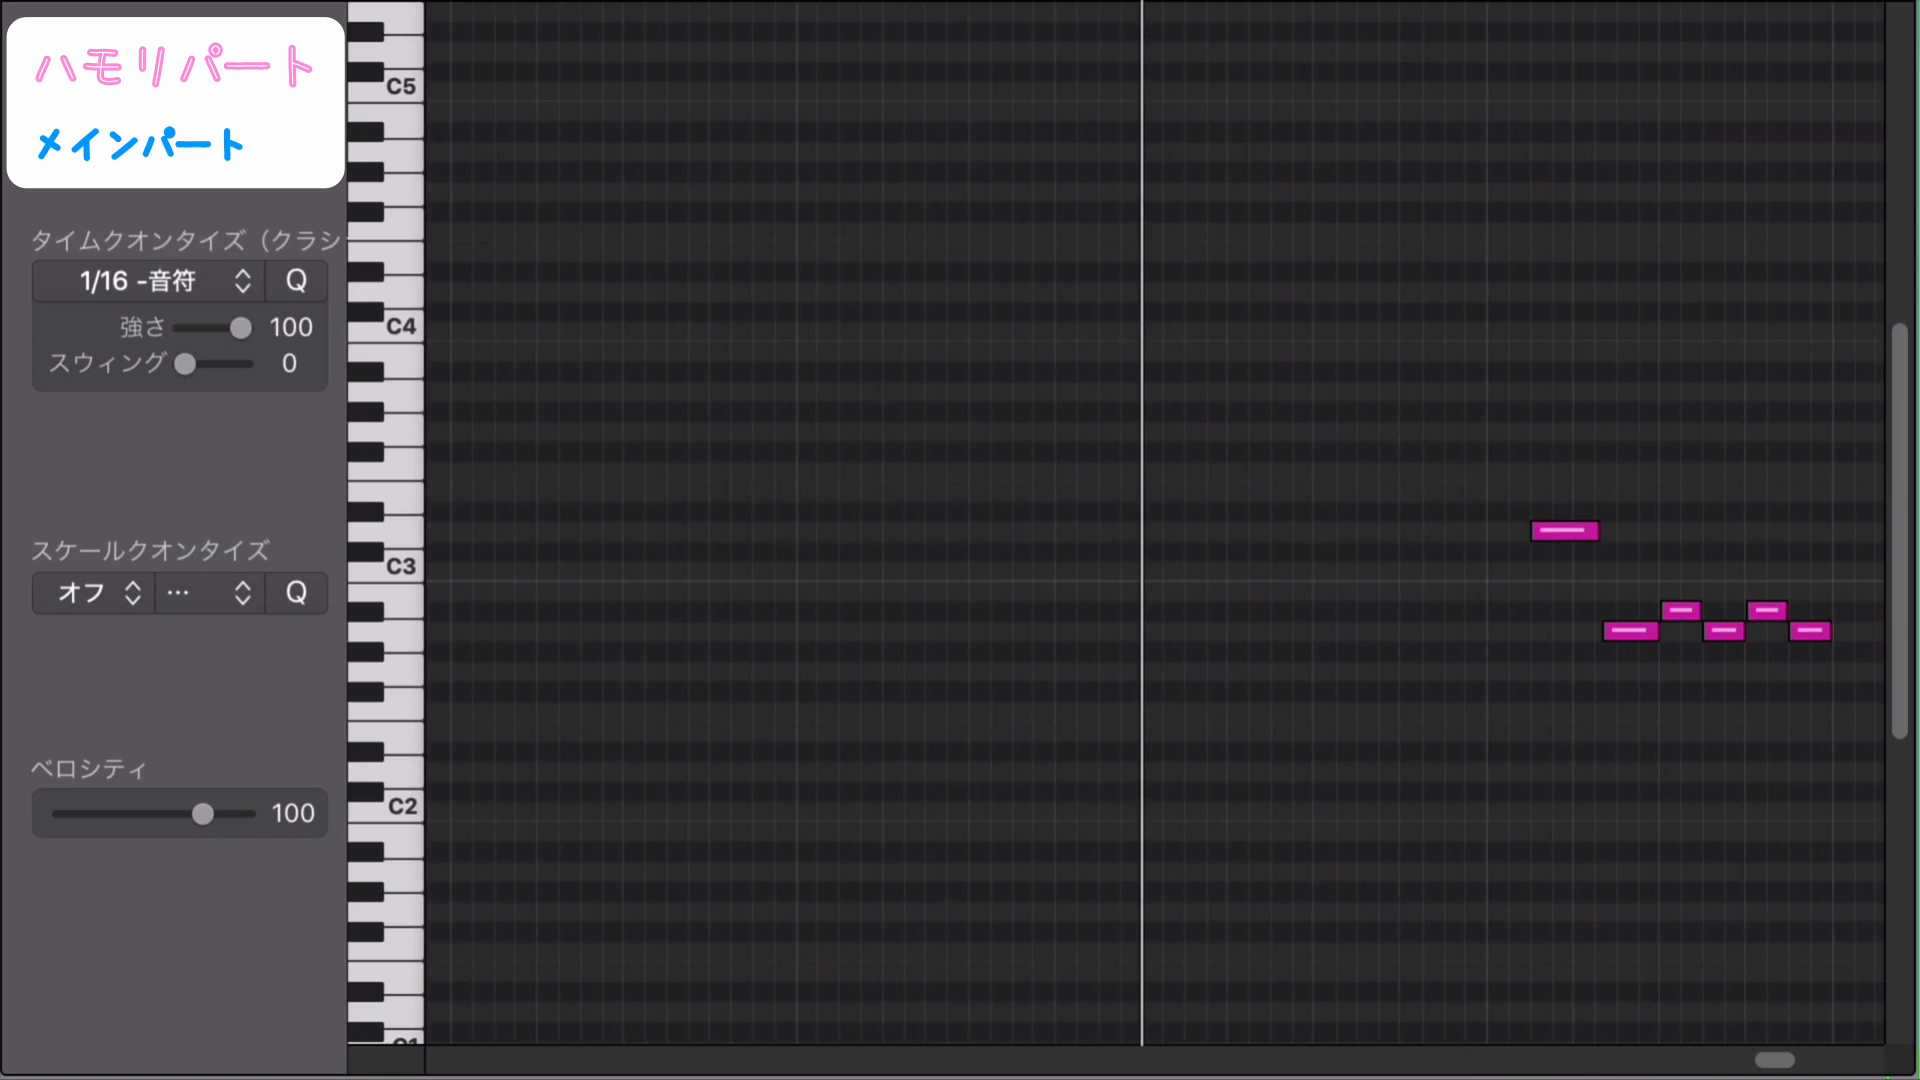 ハモリパート
メインパート
タイムクオンタイズ（クラシ
1/16 -音符
Q
強さ
100
スウィング
0
スケールクオンタイズ
オフ
...
Q
ベロシティ
100
C5
C4
C3
C2
C1